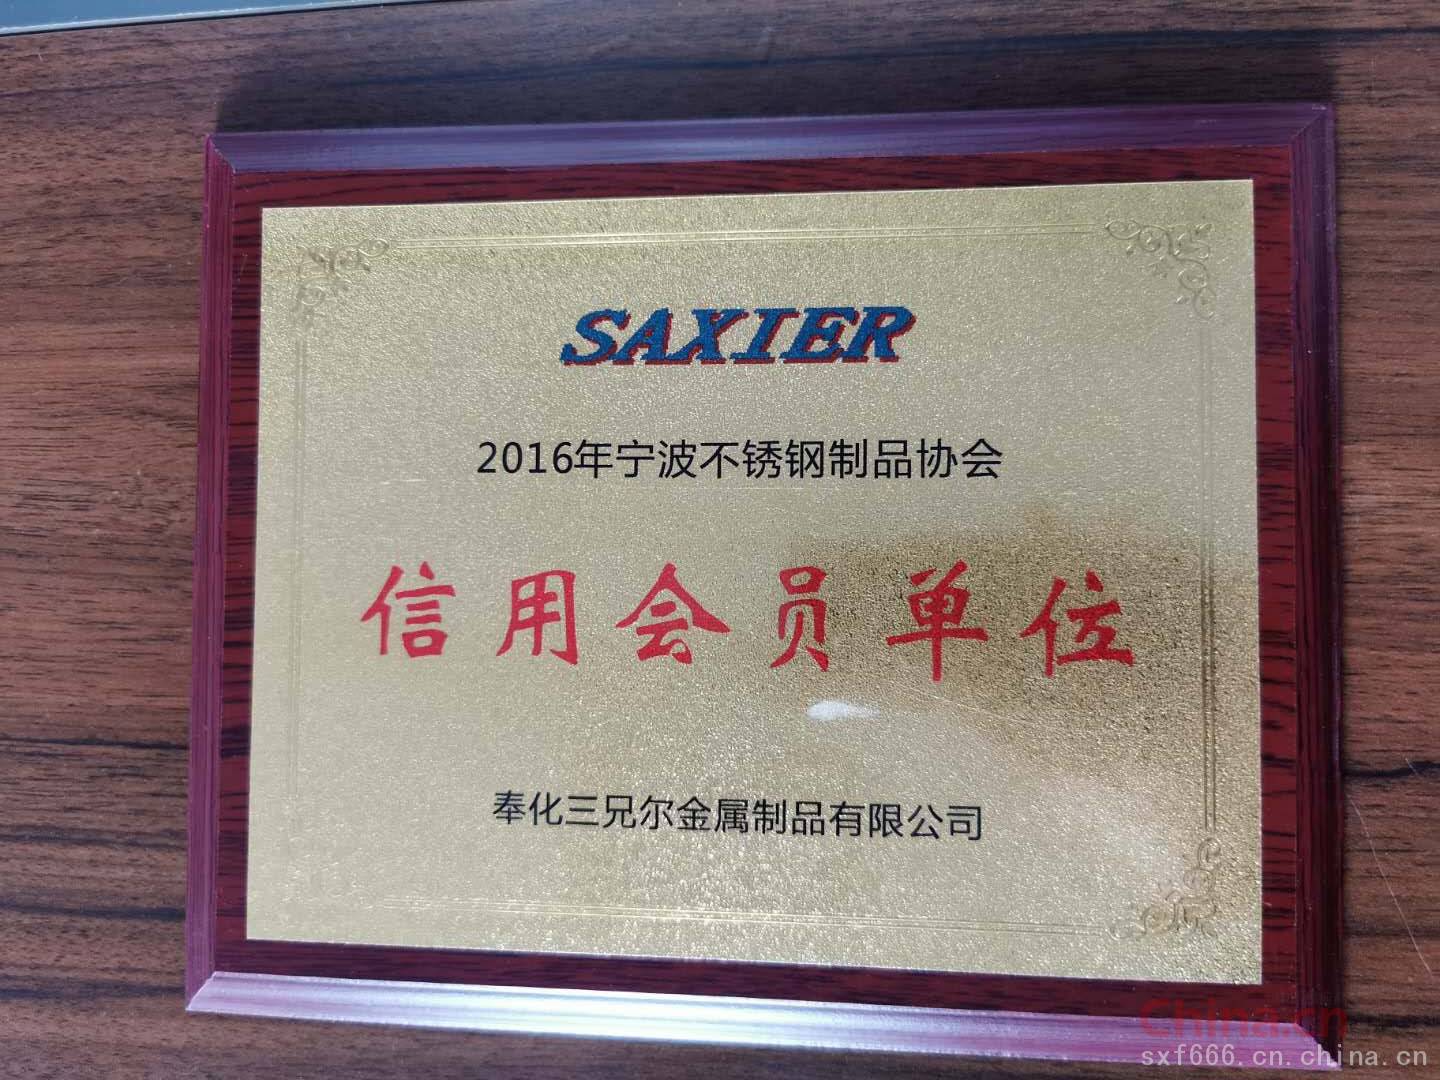 SAXIER
2016年宁波不锈钢制品协会
信用会员单位
奉化三兄尔金属制品有限公司
China.cn
sxf666.cn.china.cn